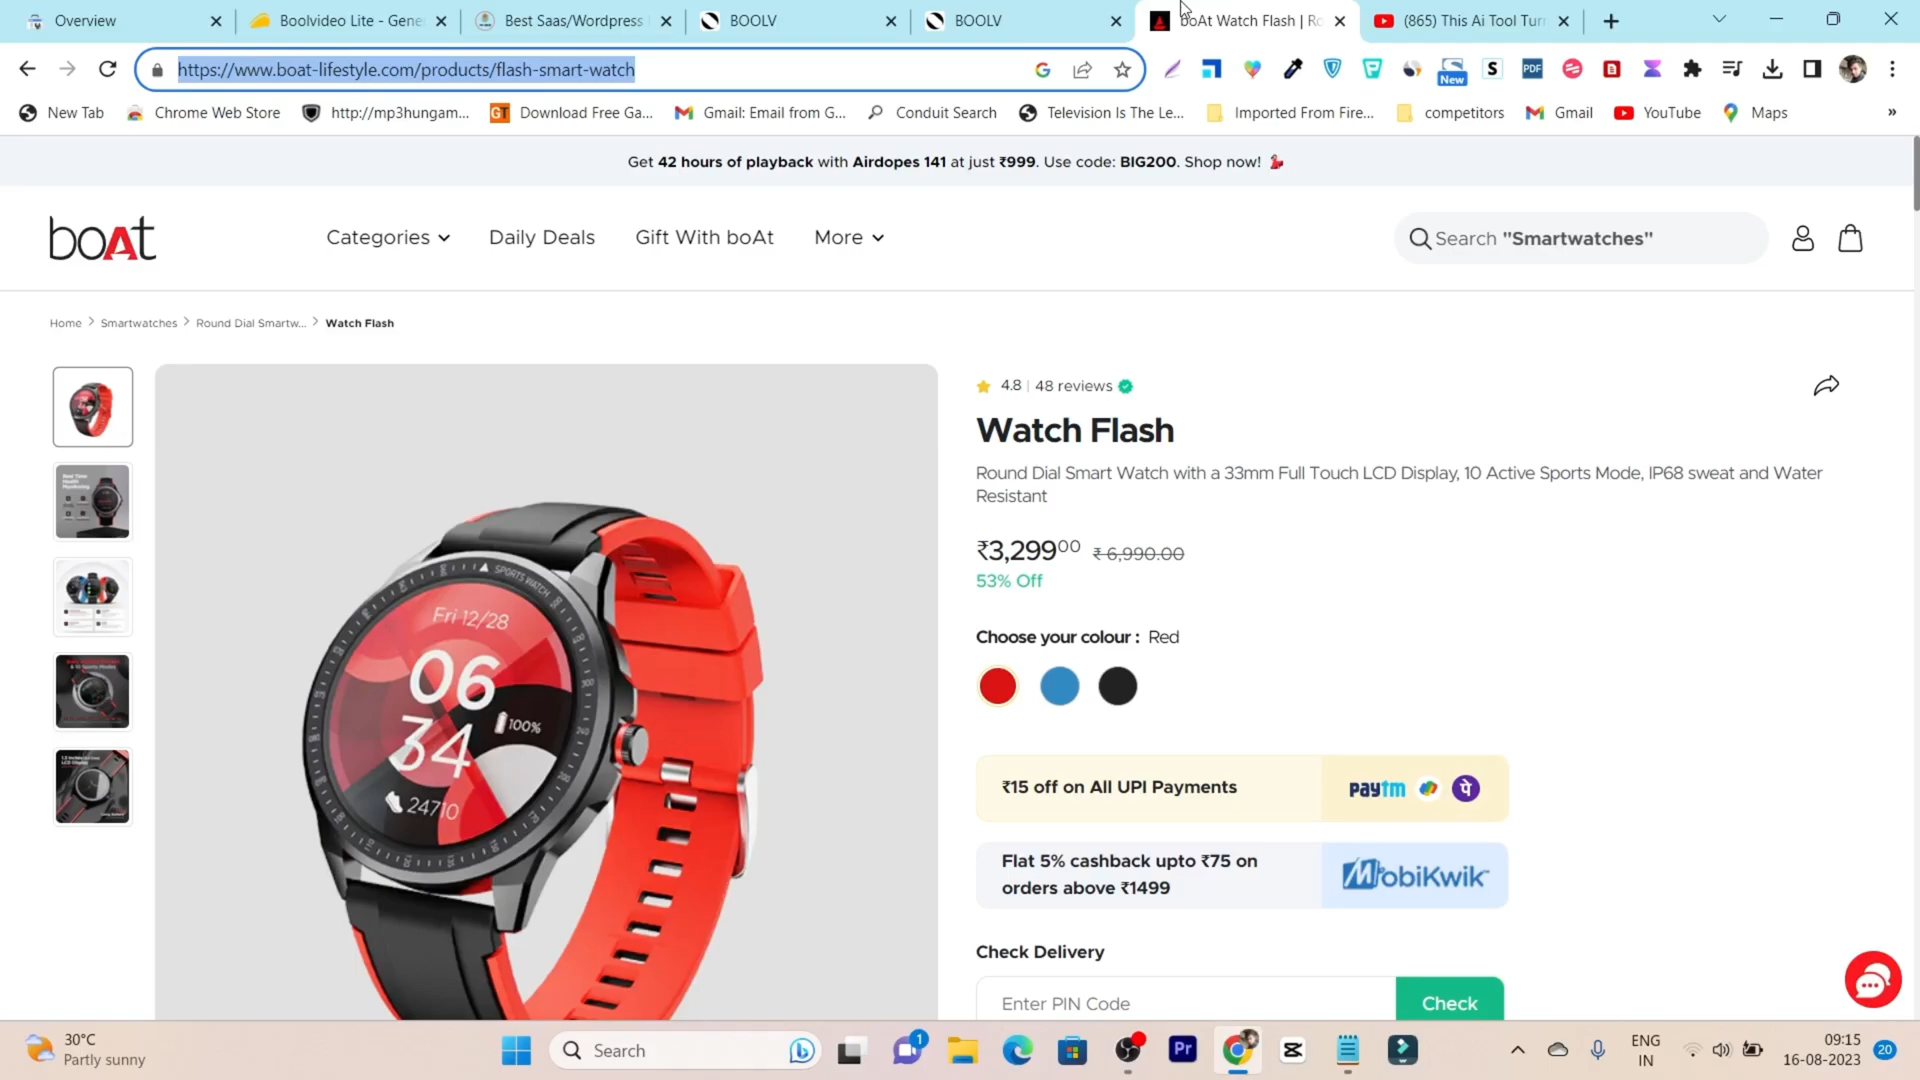 Overview
Boolvideo Lite - Gene
Best Saas/Wordpress
BOOLV
BOOLV
boAt Watch Flash | Ro
(865) This Ai Tool Tur
https://www.boat-lifestyle.com/products/flash-smart-watch
New
PDF
New Tab
Chrome Web Store
http://mp3hungam...
Download Free Ga...
Gmail: Email from G...
Conduit Search
Television Is The Le...
Imported From Fire...
competitors
Gmail
YouTube
Maps
Get 42 hours of playback with Airdopes 141 at just ₹999. Use code: BIG200. Shop now!
boAt
Categories
Daily Deals
Gift With boAt
More
Search "Smartwatches"
Home > Smartwatches > Round Dial Smartw... > Watch Flash
4.8 | 48 reviews
Watch Flash
Round Dial Smart Watch with a 33mm Full Touch LCD Display, 10 Active Sports Mode, IP68 sweat and Water
Resistant
₹3,29900 ₹ 6,990.00
53% Off
Choose your colour : Red
SPORTS WATCH
Fri 12/28
06
34
100%
24710
₹15 off on All UPI Payments
paytm
पे
Flat 5% cashback upto ₹75 on
orders above ₹1499
MobiKwik
Check Delivery
Enter PIN Code
Check
30°C
Partly sunny
Search
1
Pr
ENG
IN
09:15
16-08-2023
20